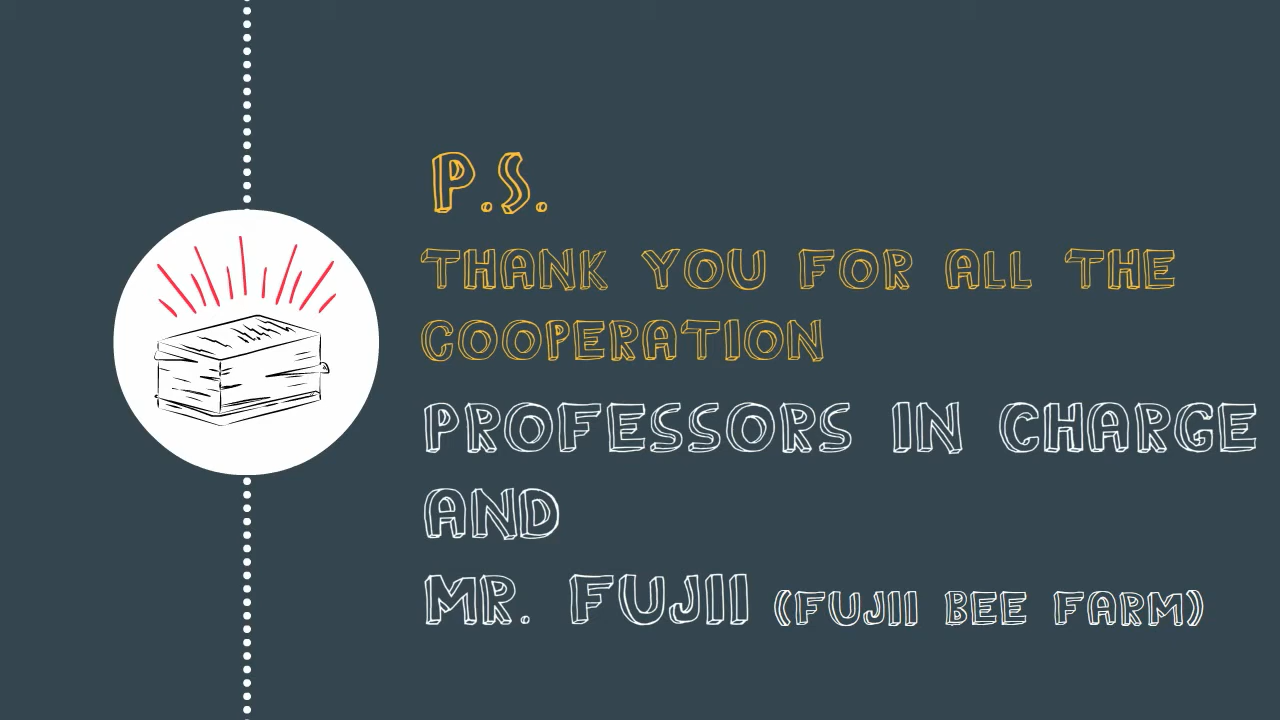 P.S.
THANK YOU FOR ALL THE
COOPERATION
PROFESSORS IN CHARGE
AND
MR. FUJII (FUJII BEE FARM)